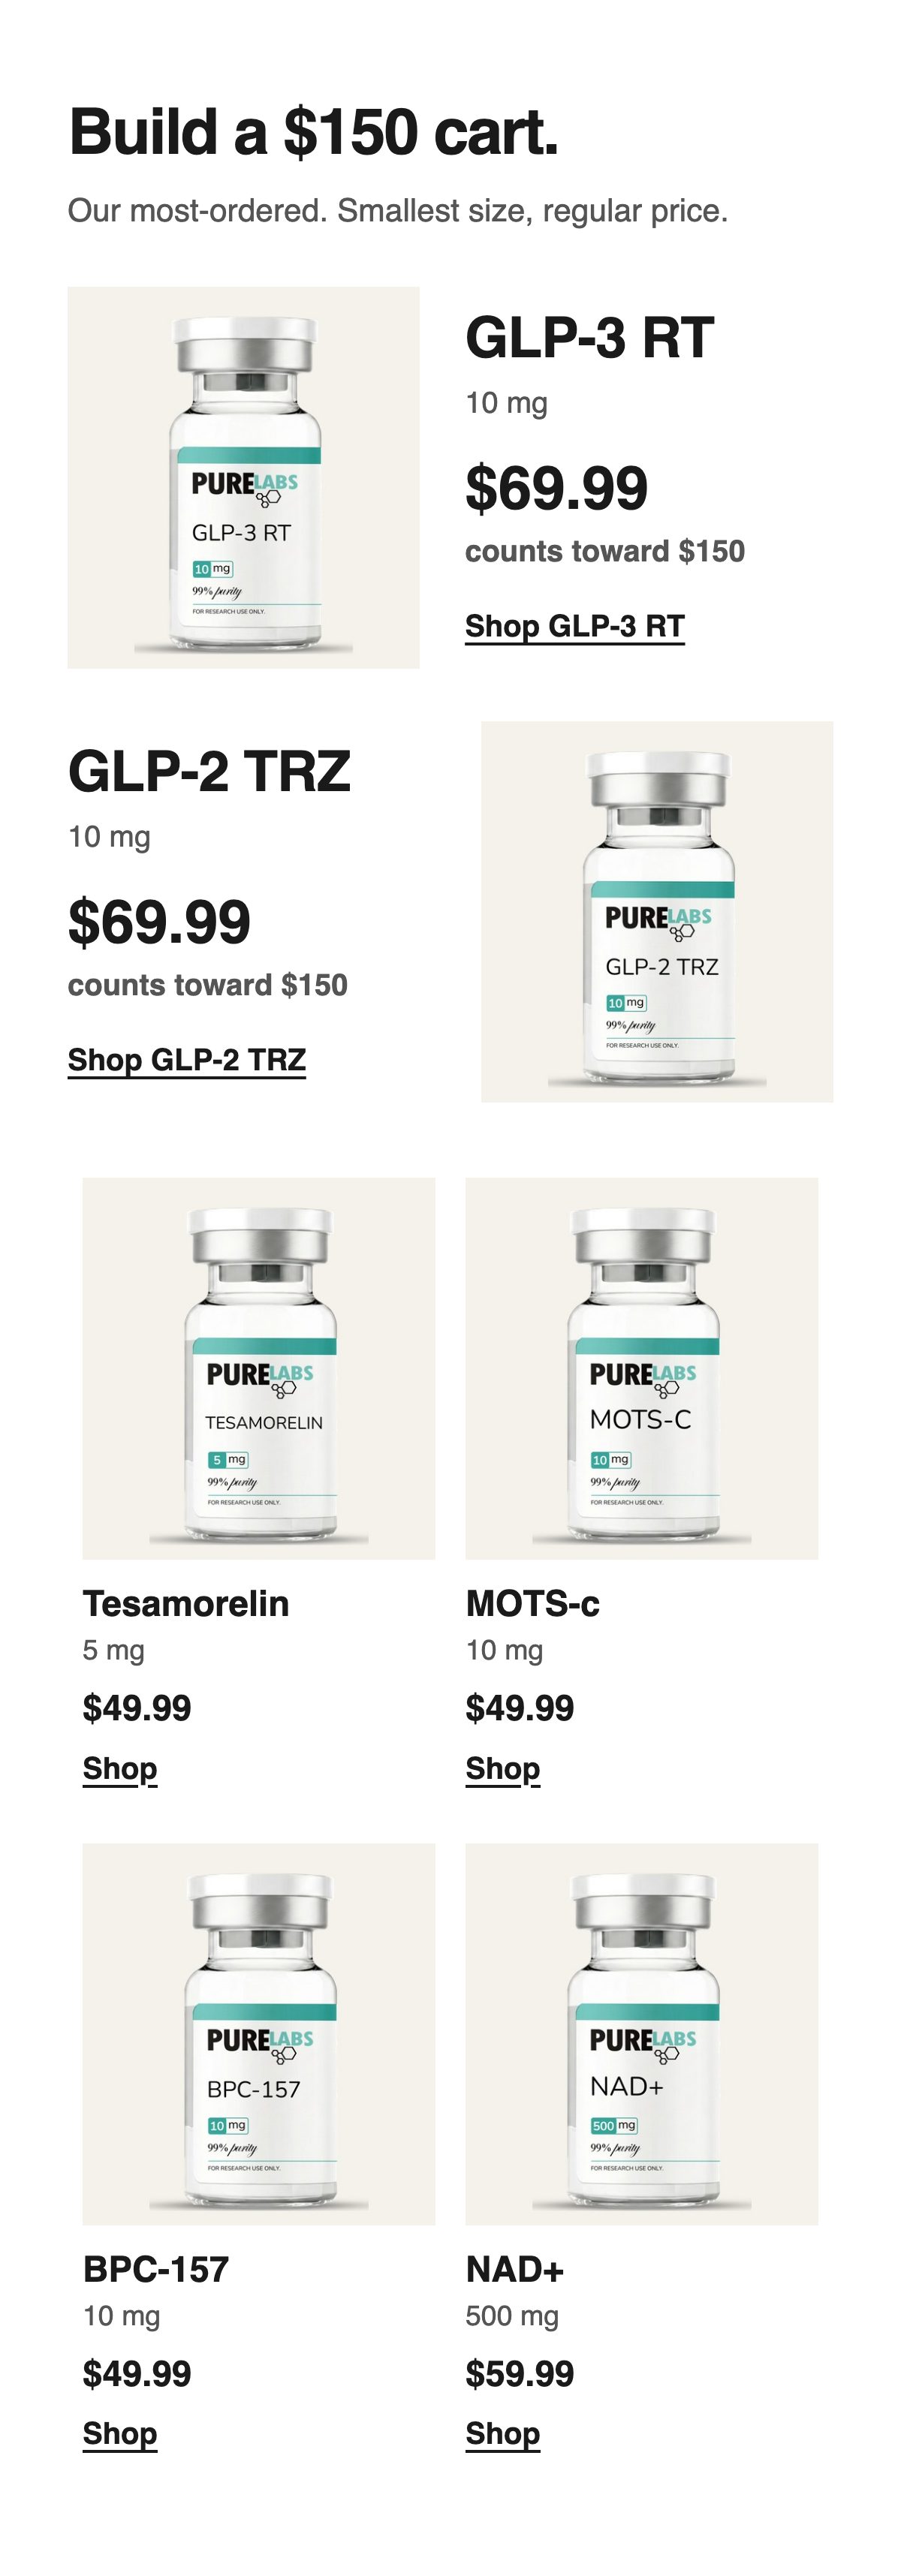 Build a $150 cart.
Our most-ordered. Smallest size, regular price.
PURELABS
GLP-3 RT
10 mg
99% purity
FOR RESEARCH USE ONLY.
GLP-3 RT
10 mg
$69.99
counts toward $150
Shop GLP-3 RT
GLP-2 TRZ
10 mg
$69.99
counts toward $150
Shop GLP-2 TRZ
PURELABS
GLP-2 TRZ
10 mg
99% purity
FOR RESEARCH USE ONLY.
PURELABS
TESAMORELIN
5 mg
99% purity
FOR RESEARCH USE ONLY.
Tesamorelin
5 mg
$49.99
Shop
PURELABS
MOTS-C
10 mg
99% purity
FOR RESEARCH USE ONLY.
MOTS-c
10 mg
$49.99
Shop
PURELABS
BPC-157
10 mg
99% purity
FOR RESEARCH USE ONLY.
BPC-157
10 mg
$49.99
Shop
PURELABS
NAD+
500 mg
99% purity
FOR RESEARCH USE ONLY.
NAD+
500 mg
$59.99
Shop